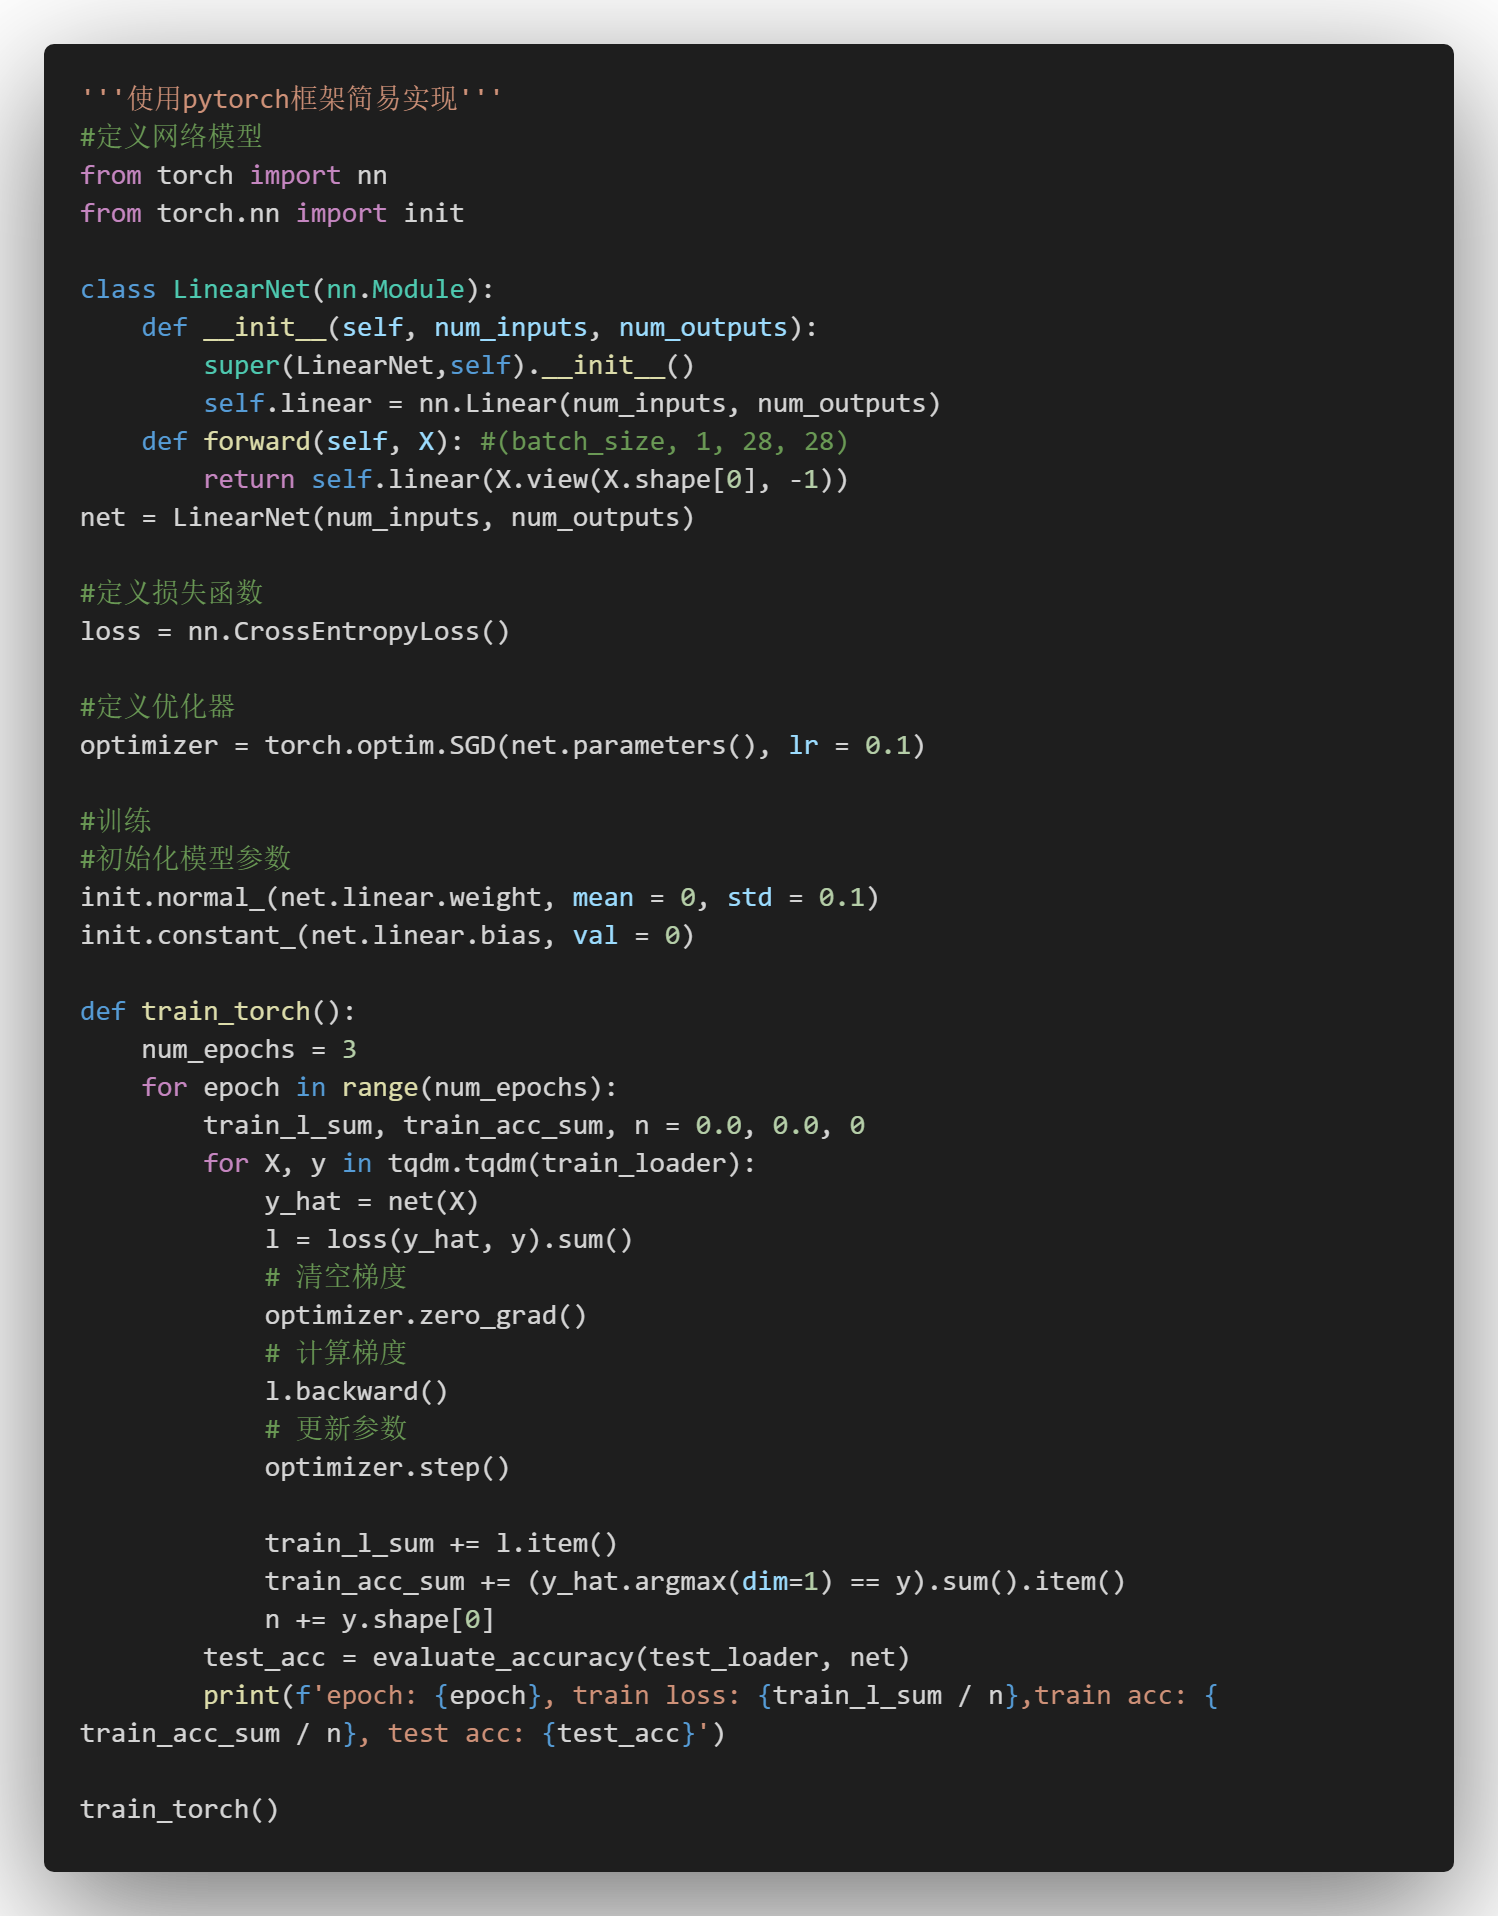 '''使用pytorch框架简易实现'''
#定义网络模型
from torch import nn
from torch.nn import init

class LinearNet(nn.Module):
    def __init__(self, num_inputs, num_outputs):
        super(LinearNet,self).__init__()
        self.linear = nn.Linear(num_inputs, num_outputs)
    def forward(self, X): #(batch_size, 1, 28, 28)
        return self.linear(X.view(X.shape[0], -1))
net = LinearNet(num_inputs, num_outputs)

#定义损失函数
loss = nn.CrossEntropyLoss()

#定义优化器
optimizer = torch.optim.SGD(net.parameters(), lr = 0.1)

#训练
#初始化模型参数
init.normal_(net.linear.weight, mean = 0, std = 0.1)
init.constant_(net.linear.bias, val = 0)

def train_torch():
    num_epochs = 3
    for epoch in range(num_epochs):
        train_l_sum, train_acc_sum, n = 0.0, 0.0, 0
        for X, y in tqdm.tqdm(train_loader):
            y_hat = net(X)
            l = loss(y_hat, y).sum()
            # 清空梯度
            optimizer.zero_grad()
            # 计算梯度
            l.backward()
            # 更新参数
            optimizer.step()

            train_l_sum += l.item()
            train_acc_sum += (y_hat.argmax(dim=1) == y).sum().item()
            n += y.shape[0]
        test_acc = evaluate_accuracy(test_loader, net)
        print(f'epoch: {epoch}, train loss: {train_l_sum / n},train acc: {
train_acc_sum / n}, test acc: {test_acc}')

train_torch()